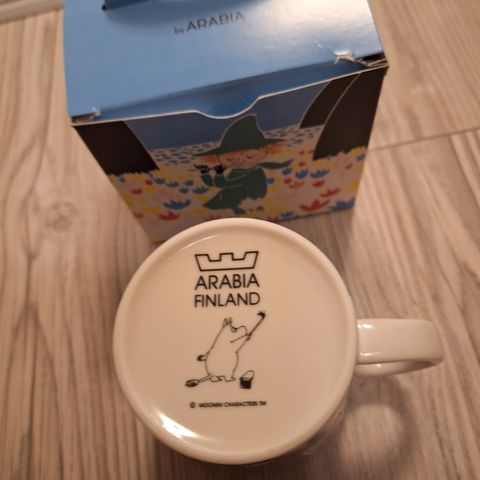 by ARABIA
ARABIA
FINLAND
© MOOMIN CHARACTERS ™